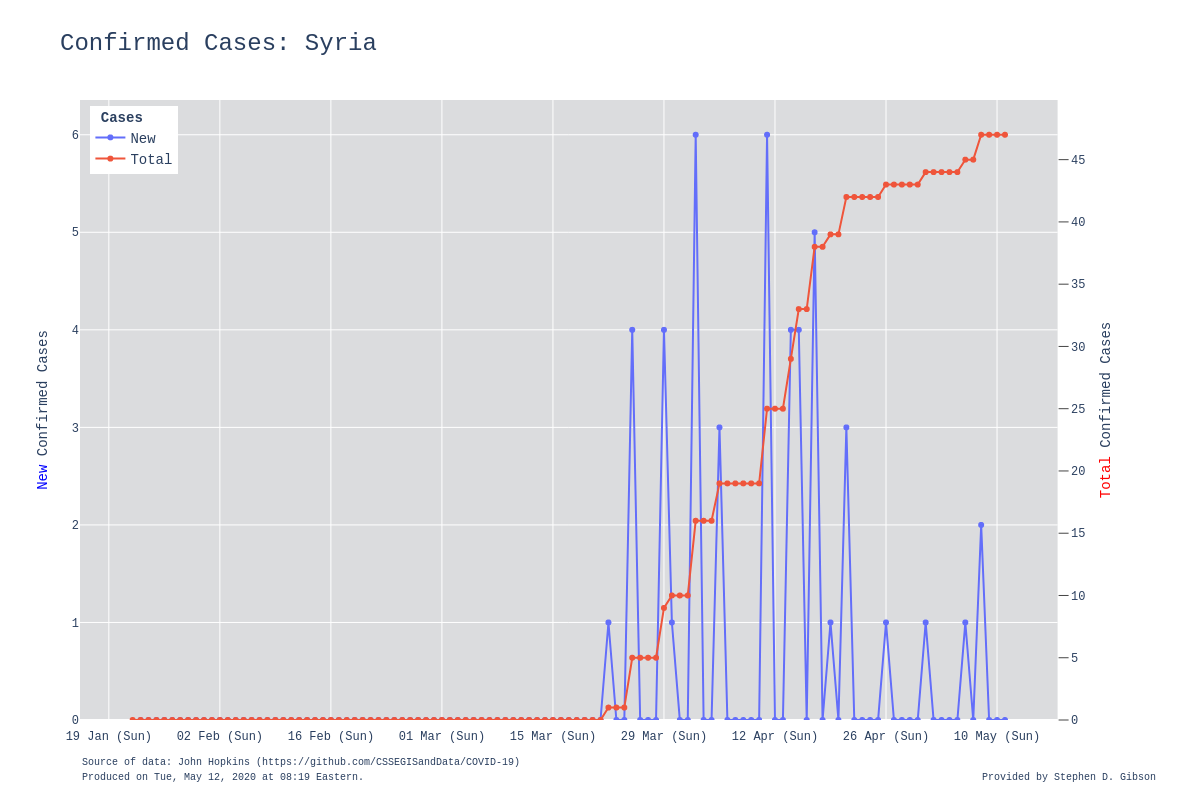 Confirmed Cases: Syria
Cases
New
Total
6
5
4
3
2
1
0
New Confirmed Cases
45
40
35
30
25
20
15
10
5
0
Total Confirmed Cases
19 Jan (Sun)
02 Feb (Sun)
16 Feb (Sun)
01 Mar (Sun)
15 Mar (Sun)
29 Mar (Sun)
12 Apr (Sun)
26 Apr (Sun)
10 May (Sun)
Source of data: John Hopkins (https://github.com/CSSEGISandData/COVID-19)
Produced on Tue, May 12, 2020 at 08:19 Eastern.
Provided by Stephen D. Gibson